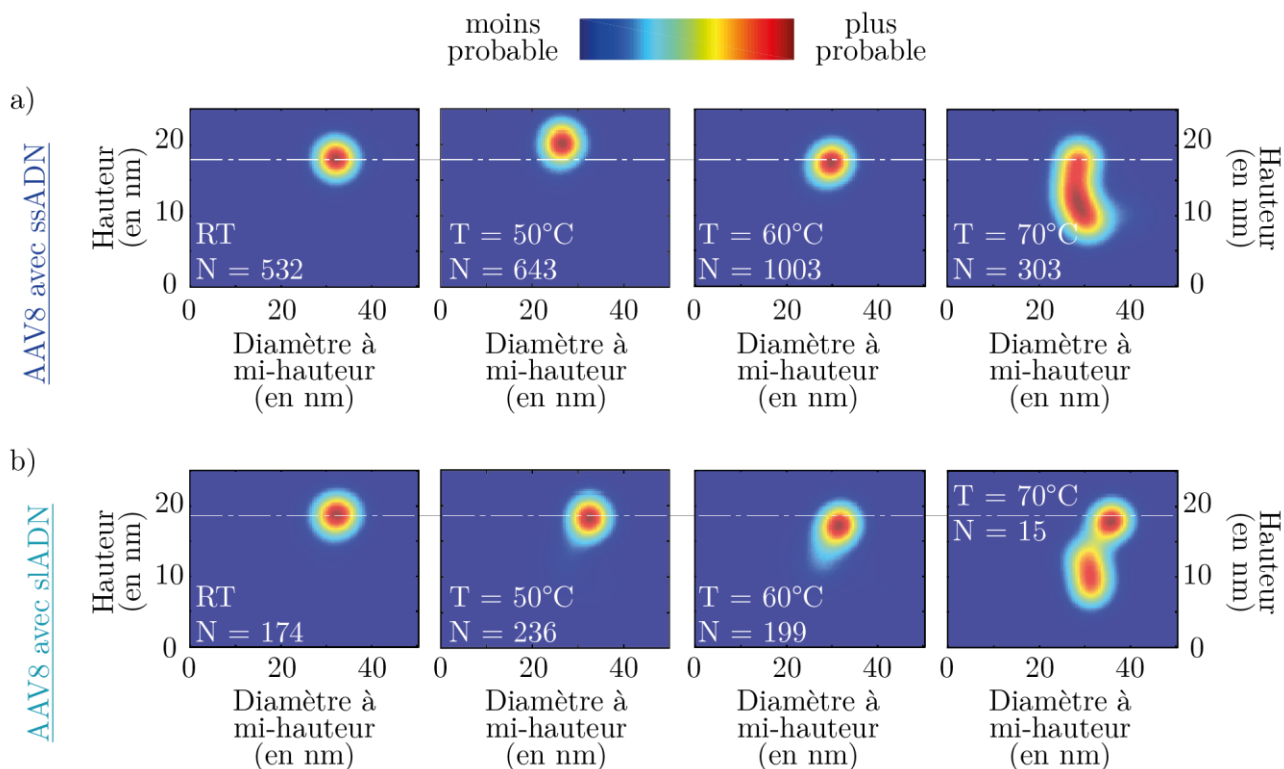 moins
probable
plus
probable
a)
AAV8 avec ssADN
Hauteur
(en nm)
20
10
0
RT
N = 532
T = 50°C
N = 643
T = 60°C
N = 1003
T = 70°C
N = 303
20
10
0
Hauteur
(en nm)
0 20 40
0 20 40
0 20 40
0 20 40
Diamètre à
mi-hauteur
(en nm)
Diamètre à
mi-hauteur
(en nm)
Diamètre à
mi-hauteur
(en nm)
Diamètre à
mi-hauteur
(en nm)
b)
AAV8 avec slADN
Hauteur
(en nm)
20
10
0
RT
N = 174
T = 50°C
N = 236
T = 60°C
N = 199
T = 70°C
N = 15
20
10
0
Hauteur
(en nm)
0 20 40
0 20 40
0 20 40
0 20 40
Diamètre à
mi-hauteur
(en nm)
Diamètre à
mi-hauteur
(en nm)
Diamètre à
mi-hauteur
(en nm)
Diamètre à
mi-hauteur
(en nm)